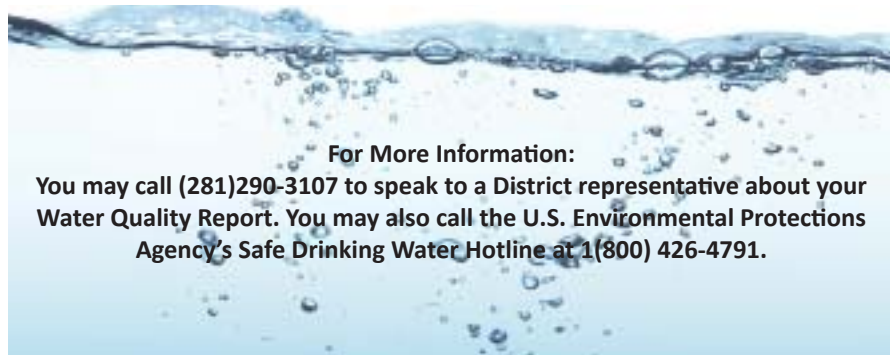 For More Information:
You may call (281)290-3107 to speak to a District representative about your
Water Quality Report. You may also call the U.S. Environmental Protections
Agency's Safe Drinking Water Hotline at 1(800) 426-4791.